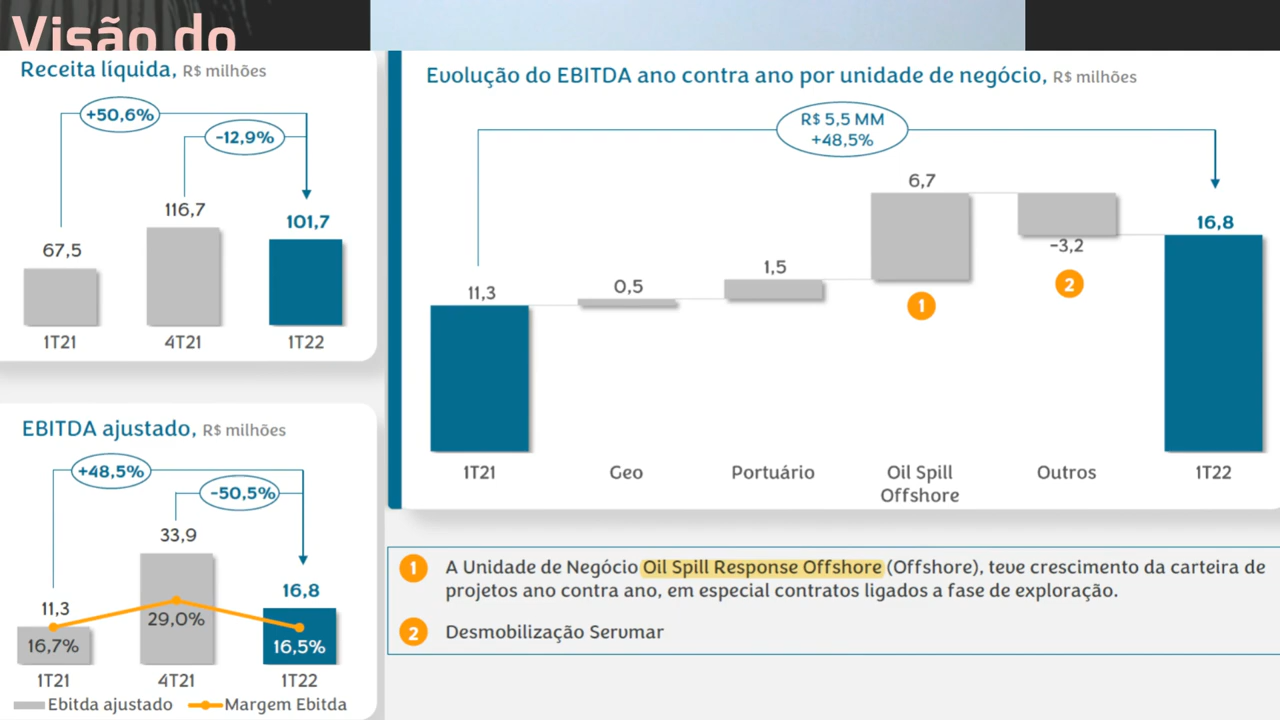 Visão do
Receita líquida, R$ milhões
+50,6%
-12,9%
67,5
116,7
101,7
1T21
4T21
1T22
EBITDA ajustado, R$ milhões
+48,5%
-50,5%
11,3
33,9
16,8
16,7%
29,0%
16,5%
1T21
4T21
1T22
Ebitda ajustado
Margem Ebitda
Evolução do EBITDA ano contra ano por unidade de negócio, R$ milhões
R$ 5,5 MM
+48,5%
11,3
0,5
1,5
6,7
-3,2
16,8
1
2
1T21
Geo
Portuário
Oil Spill
Offshore
Outros
1T22
1 A Unidade de Negócio Oil Spill Response Offshore (Offshore), teve crescimento da carteira de
projetos ano contra ano, em especial contratos ligados a fase de exploração.
2 Desmobilização Servmar